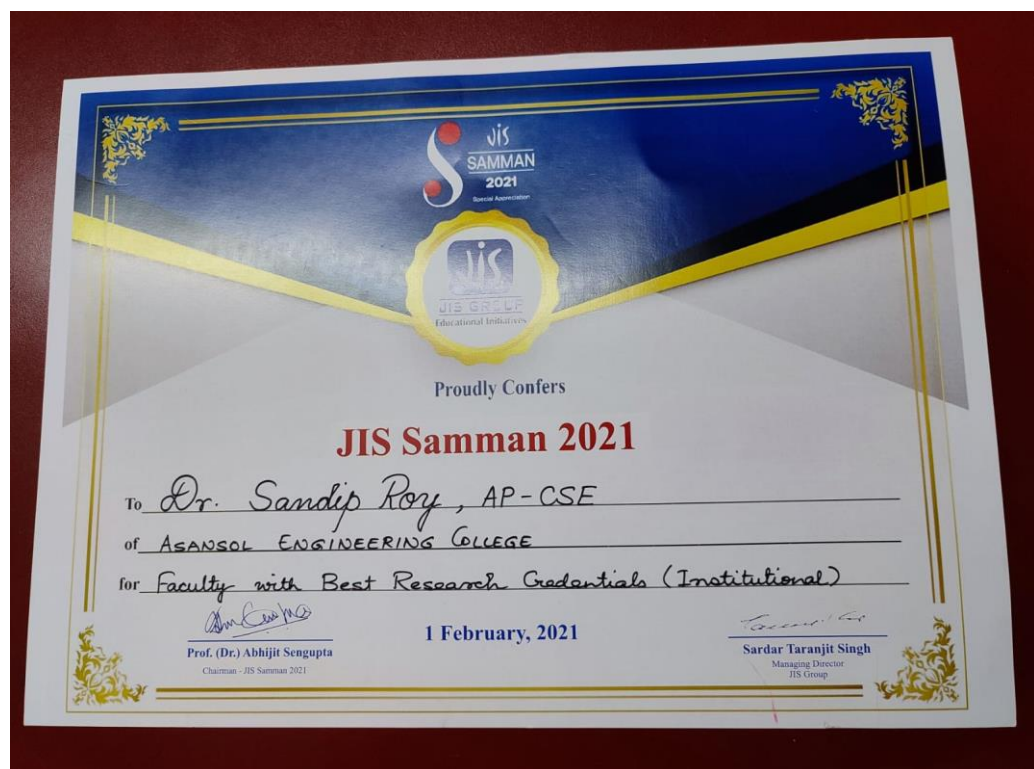 JIS
SAMMAN
2021
Special Appreciation
JIS
JIS GROUP
Educational Initiatives
Proudly Confers
JIS Samman 2021
To Dr. Sandip Roy, AP-CSE
of ASANSOL ENGINEERING COLLEGE
for Faculty with Best Research Credentials (Institutional)
1 February, 2021
Prof. (Dr.) Abhijit Sengupta
Chairman - JIS Samman 2021
Sardar Taranjit Singh
Managing Director
JIS Group